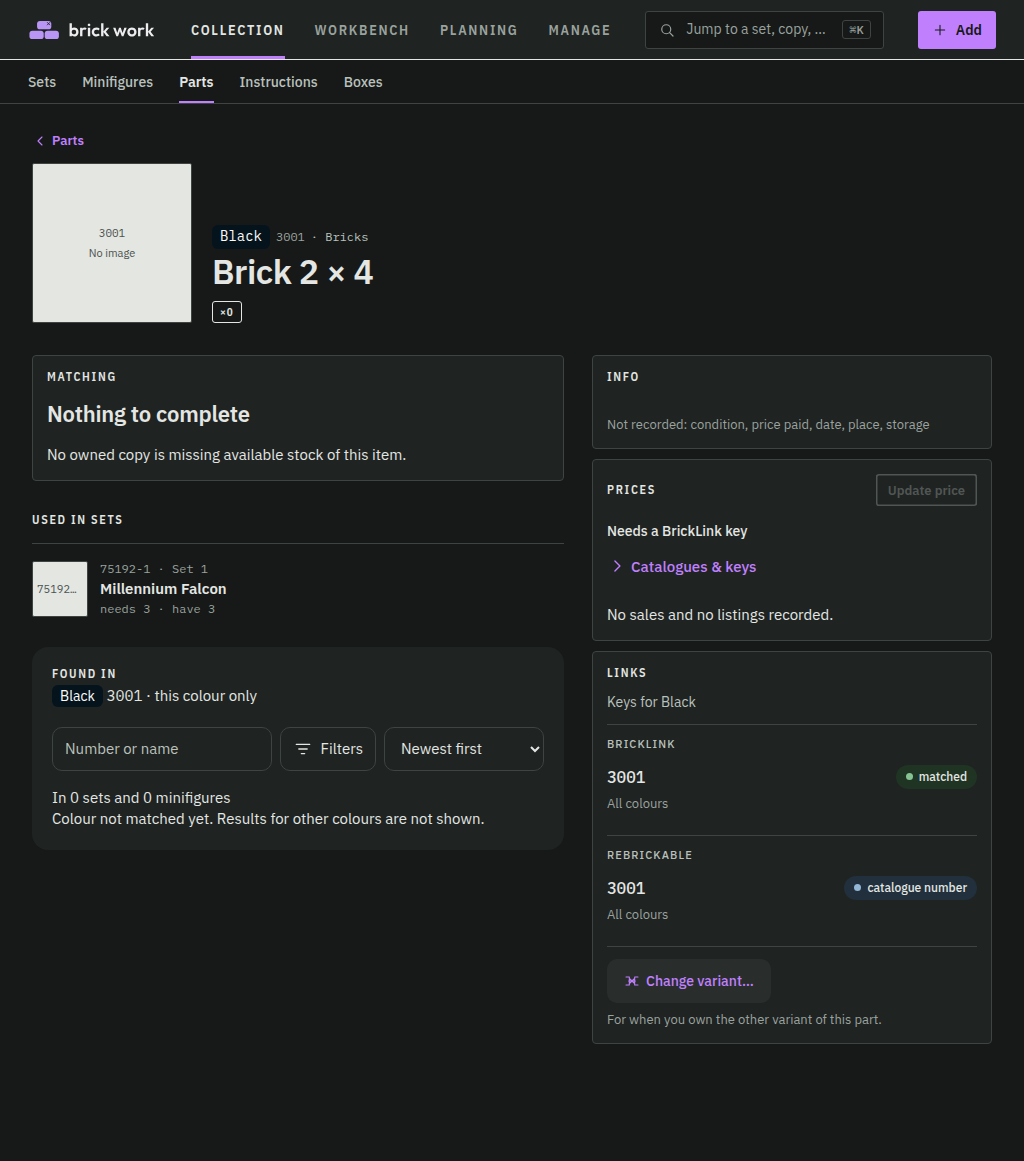 brick work
COLLECTION
WORKBENCH
PLANNING
MANAGE
Jump to a set, copy, ...
⌘K
+ Add
Sets
Minifigures
Parts
Instructions
Boxes
Parts
3001
No image
Black 3001 · Bricks
Brick 2 × 4
×0
MATCHING
Nothing to complete
No owned copy is missing available stock of this item.
USED IN SETS
75192…
75192-1 · Set 1
Millennium Falcon
needs 3 · have 3
FOUND IN
Black 3001 · this colour only
Number or name
Filters
Newest first
In 0 sets and 0 minifigures
Colour not matched yet. Results for other colours are not shown.
INFO
Not recorded: condition, price paid, date, place, storage
PRICES
Update price
Needs a BrickLink key
Catalogues & keys
No sales and no listings recorded.
LINKS
Keys for Black
BRICKLINK
3001
matched
All colours
REBRICKABLE
3001
catalogue number
All colours
Change variant…
For when you own the other variant of this part.